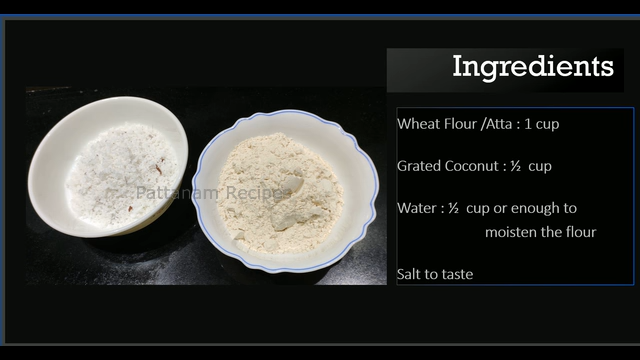 Ingredients
Wheat Flour /Atta : 1 cup
Grated Coconut : ½ cup
Water : ½ cup or enough to
moisten the flour
Salt to taste
Pattanam Recipes